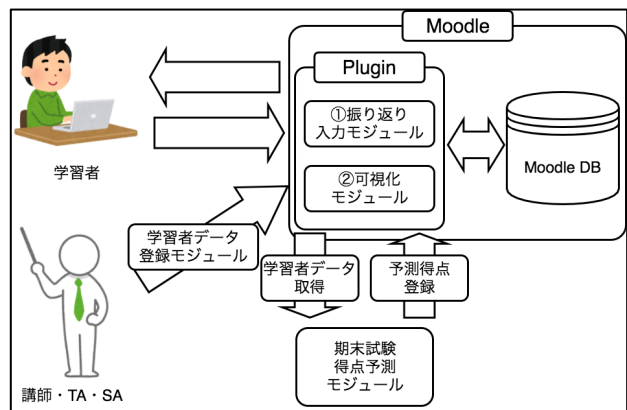 Moodle
Plugin
①振り返り
入力モジュール
②可視化
モジュール
Moodle DB
学習者
学習者データ
登録モジュール
学習者データ
取得
予測得点
登録
期末試験
得点予測
モジュール
講師・TA・SA